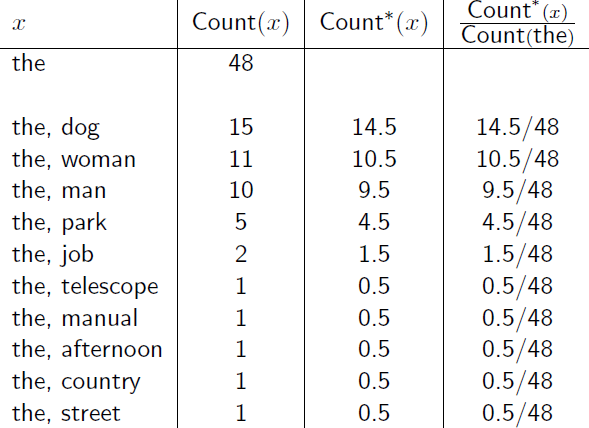 x Count(x) Count*(x) Count*(x)/Count(the)
the 48
the, dog 15 14.5 14.5/48
the, woman 11 10.5 10.5/48
the, man 10 9.5 9.5/48
the, park 5 4.5 4.5/48
the, job 2 1.5 1.5/48
the, telescope 1 0.5 0.5/48
the, manual 1 0.5 0.5/48
the, afternoon 1 0.5 0.5/48
the, country 1 0.5 0.5/48
the, street 1 0.5 0.5/48